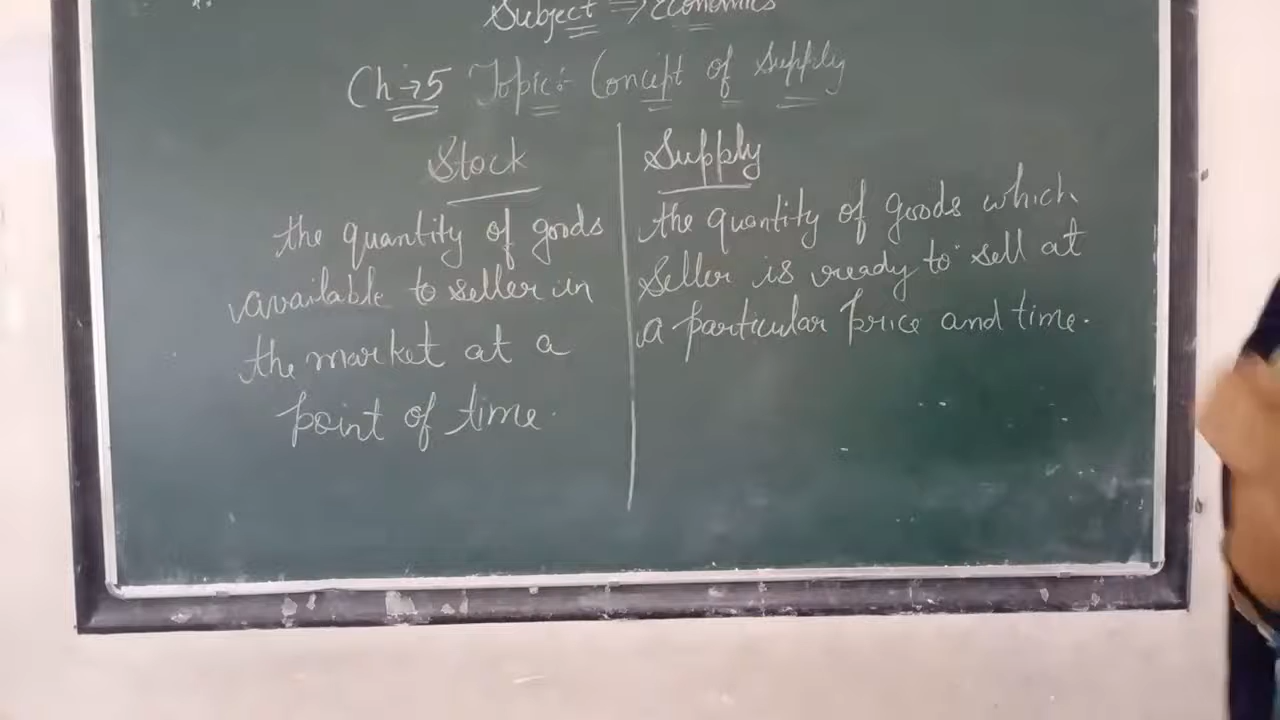 Subject ⇒ Economics
Ch→5 Topic:- Concept of Supply
Stock
the quantity of goods
available to seller in
the market at a
point of time.
Supply
the quantity of goods which
seller is ready to sell at
a particular price and time.